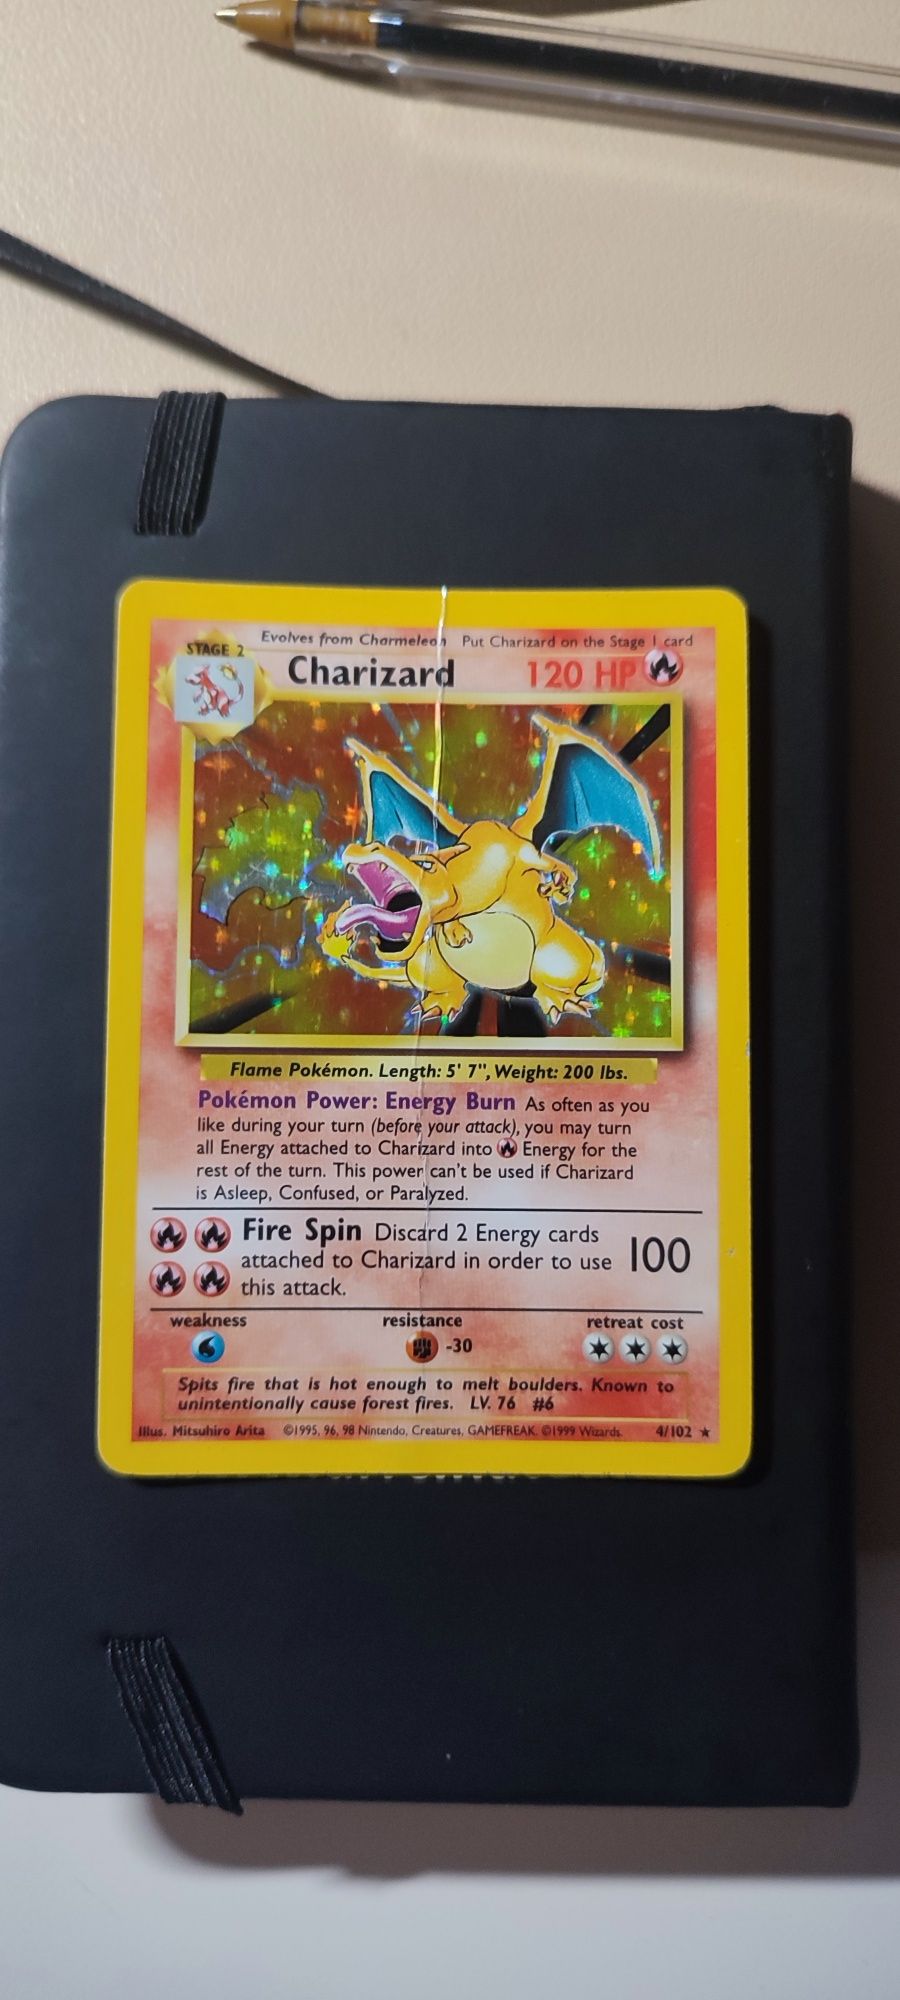 Evolves from Charmeleon Put Charizard on the Stage 1 card
STAGE 2
Charizard 120 HP
Flame Pokémon. Length: 5' 7", Weight: 200 lbs.
Pokémon Power: Energy Burn As often as you
like during your turn (before your attack), you may turn
all Energy attached to Charizard into Energy for the
rest of the turn. This power can't be used if Charizard
is Asleep, Confused, or Paralyzed.
Fire Spin Discard 2 Energy cards
attached to Charizard in order to use 100
this attack.
weakness resistance retreat cost
-30
Spits fire that is hot enough to melt boulders. Known to
unintentionally cause forest fires. LV. 76 #6
Illus. Mitsuhiro Arita ©1995, 96, 98 Nintendo, Creatures, GAMEFREAK. ©1999 Wizards. 4/102 ★